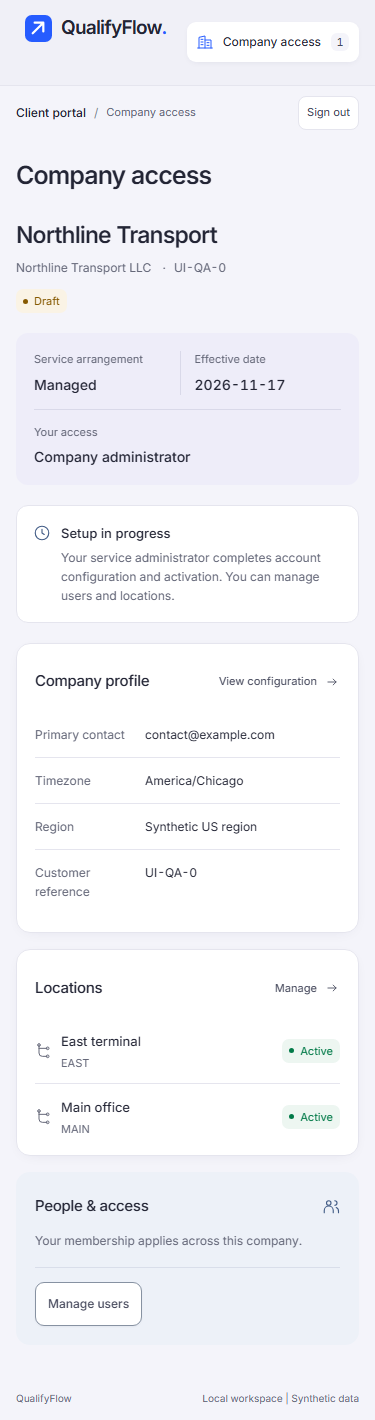 QualifyFlow.
Company access 1
Client portal / Company access
Sign out
Company access
Northline Transport
Northline Transport LLC · UI-QA-0
Draft
Service arrangement
Managed
Effective date
2026-11-17
Your access
Company administrator
Setup in progress
Your service administrator completes account
configuration and activation. You can manage
users and locations.
Company profile
View configuration →
Primary contact contact@example.com
Timezone America/Chicago
Region Synthetic US region
Customer
reference
UI-QA-0
Locations
Manage →
East terminal
EAST
Active
Main office
MAIN
Active
People & access
Your membership applies across this company.
Manage users
QualifyFlow
Local workspace | Synthetic data